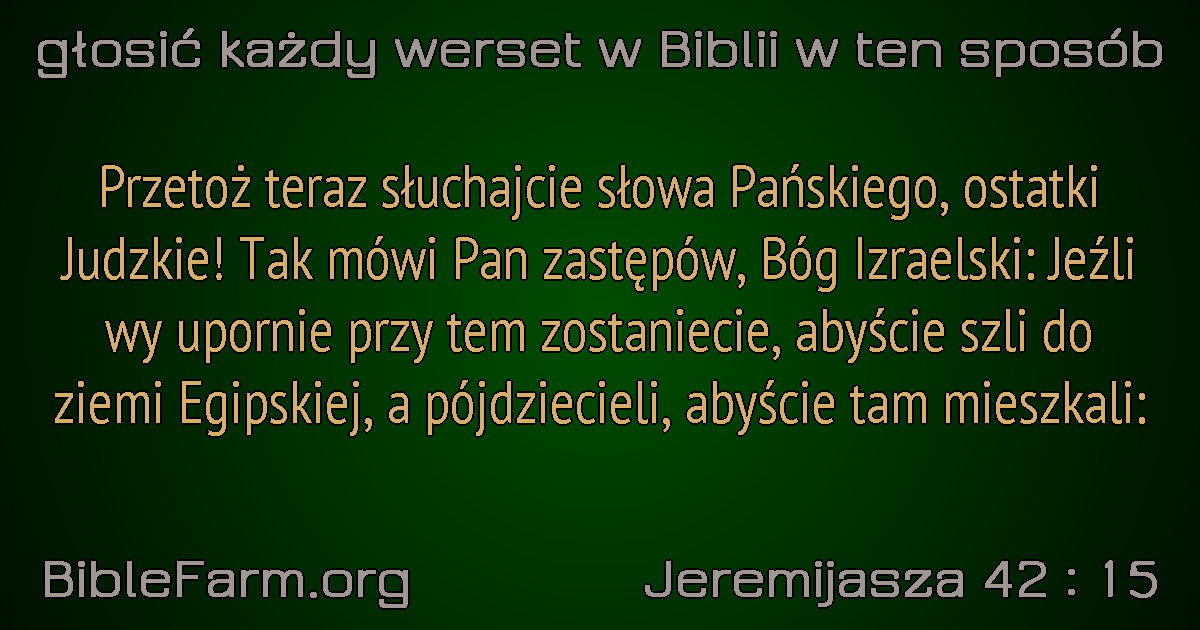 głosić każdy werset w Biblii w ten sposób
Przetoż teraz słuchajcie słowa Pańskiego, ostatki
Judzkie! Tak mówi Pan zastępów, Bóg Izraelski: Jeźli
wy upornie przy tem zostaniecie, abyście szli do
ziemi Egipskiej, a pójdziecieli, abyście tam mieszkali:
BibleFarm.org
Jeremijasza 42 : 15